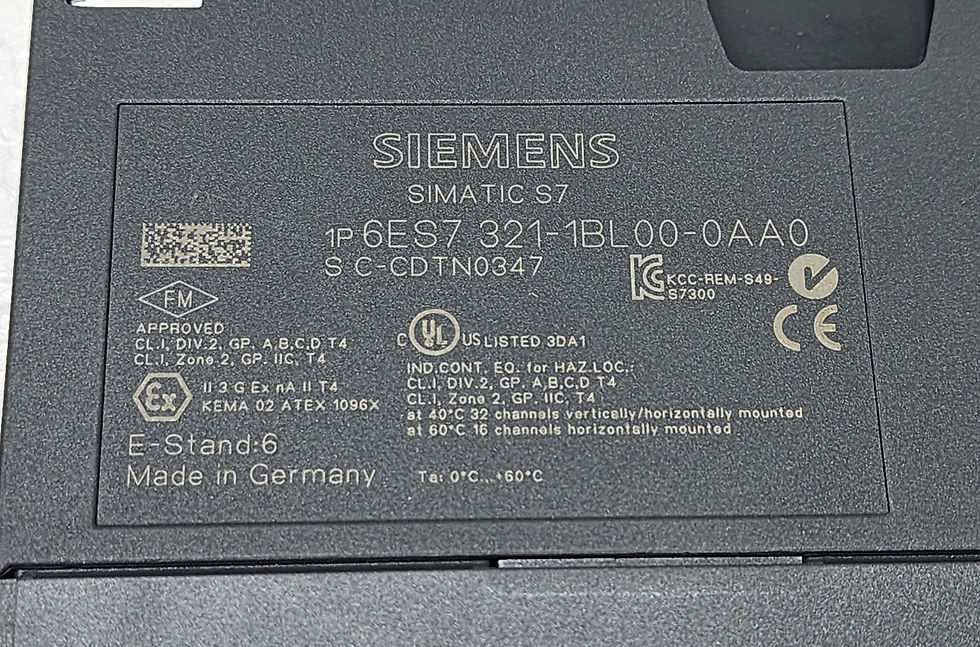 SIEMENS
SIMATIC S7
1P 6ES7 321-1BL00-0AA0
S C-CDTN0347
KCC-REM-S49-
S7300
FM
APPROVED
CL.I, DIV.2, GP. A,B,C,D T4
CL.I, Zone 2, GP. IIC, T4
C UL US LISTED 3DA1
IND.CONT. EQ. for HAZ.LOC.:
CL.I, DIV.2, GP. A,B,C,D T4
CL.I, Zone 2, GP. IIC, T4
at 40°C 32 channels vertically/horizontally mounted
at 60°C 16 channels horizontally mounted
CE
Ex
II 3 G Ex nA II T4
KEMA 02 ATEX 1096X
E-Stand:6
Made in Germany
Ta: 0°C...+60°C